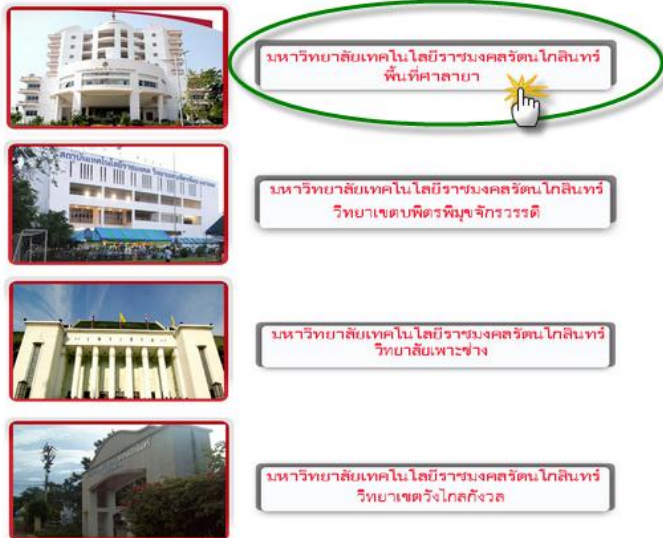 มหาวิทยาลัยเทคโนโลยีราชมงคลรัตนโกสินทร์
พื้นที่ศาลายา
มหาวิทยาลัยเทคโนโลยีราชมงคลรัตนโกสินทร์
วิทยาเขตบพิตรพิมุขจักรวรรดิ
มหาวิทยาลัยเทคโนโลยีราชมงคลรัตนโกสินทร์
วิทยาลัยเพาะช่าง
มหาวิทยาลัยเทคโนโลยีราชมงคลรัตนโกสินทร์
วิทยาเขตวังไกลกังวล